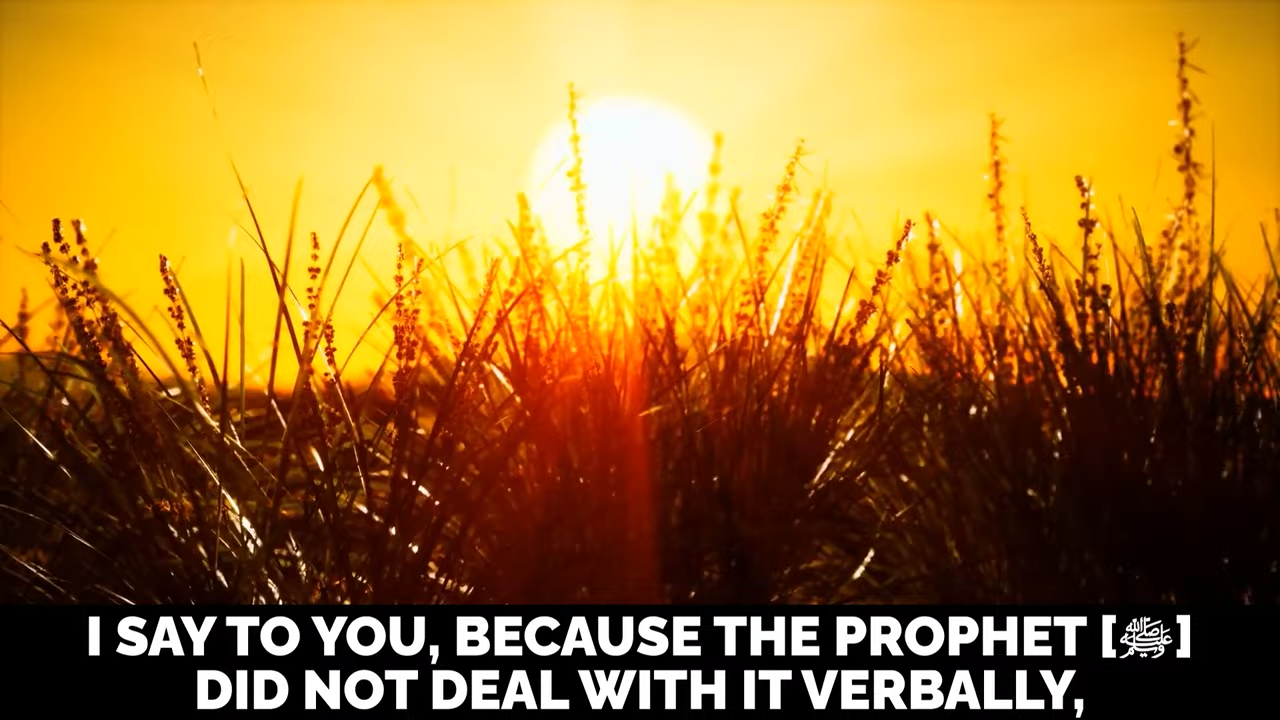 I SAY TO YOU, BECAUSE THE PROPHET [ﷺ]
DID NOT DEAL WITH IT VERBALLY,